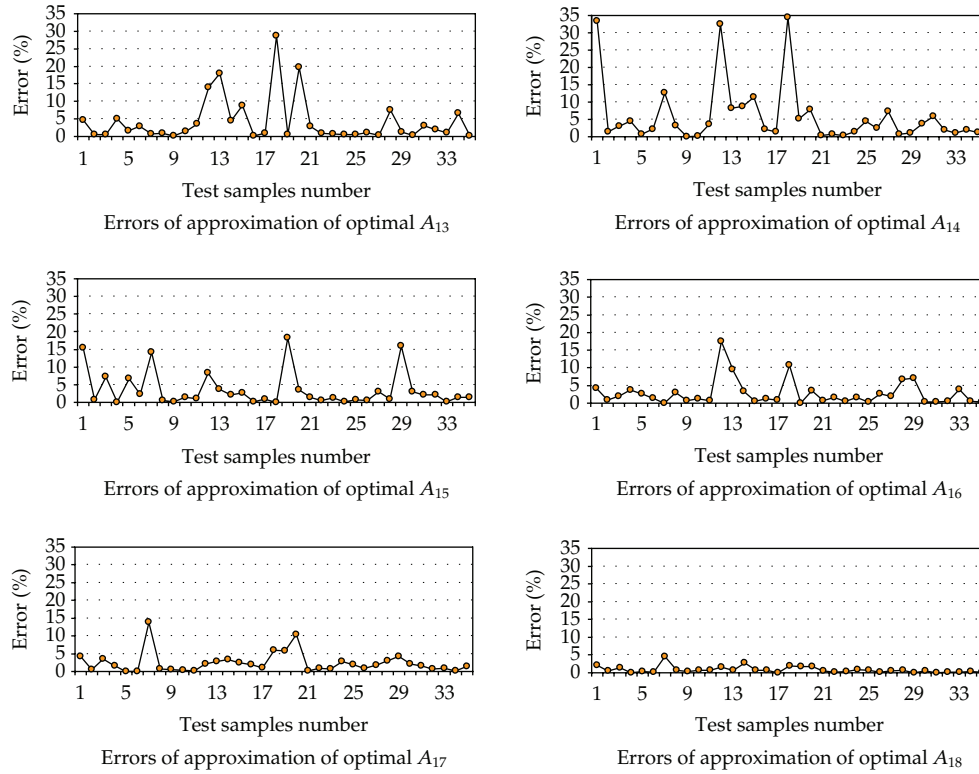 Error (%)
35
30
25
20
15
10
5
0
1 5 9 13 17 21 25 29 33
Test samples number
Errors of approximation of optimal A13
Error (%)
35
30
25
20
15
10
5
0
1 5 9 13 17 21 25 29 33
Test samples number
Errors of approximation of optimal A14
Error (%)
35
30
25
20
15
10
5
0
1 5 9 13 17 21 25 29 33
Test samples number
Errors of approximation of optimal A15
Error (%)
35
30
25
20
15
10
5
0
1 5 9 13 17 21 25 29 33
Test samples number
Errors of approximation of optimal A16
Error (%)
35
30
25
20
15
10
5
0
1 5 9 13 17 21 25 29 33
Test samples number
Errors of approximation of optimal A17
Error (%)
35
30
25
20
15
10
5
0
1 5 9 13 17 21 25 29 33
Test samples number
Errors of approximation of optimal A18